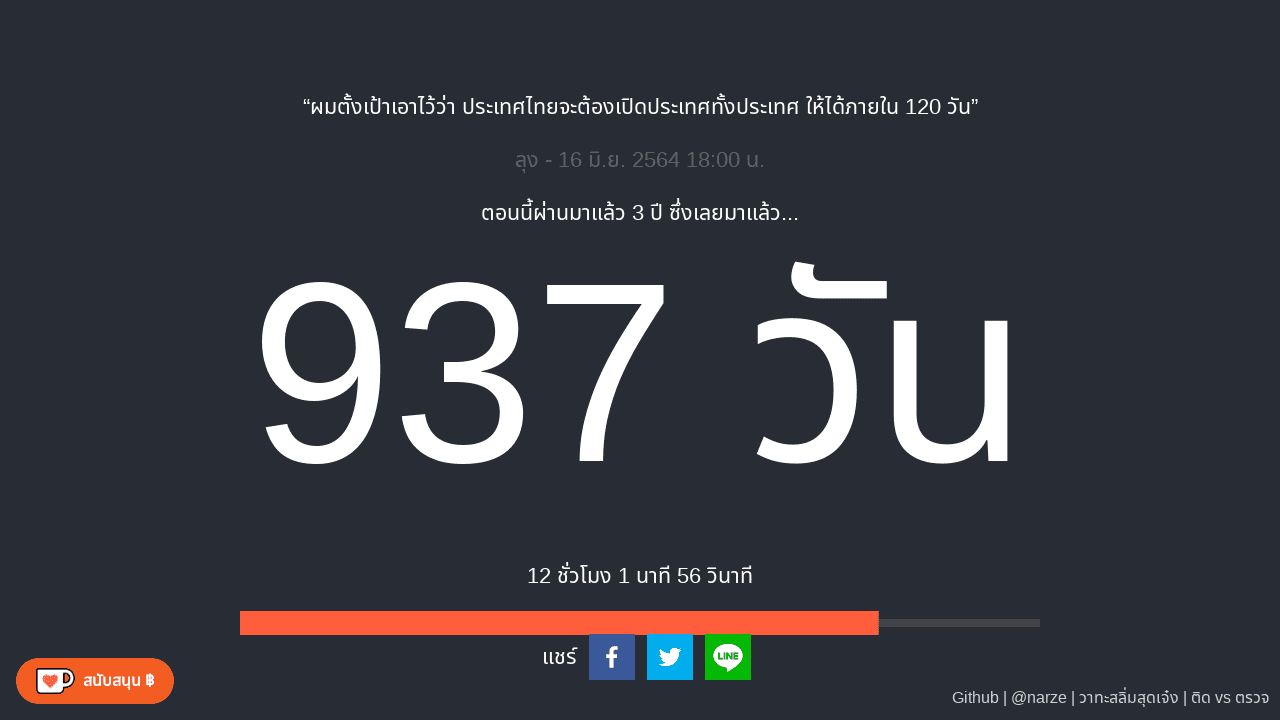 “ผมตั้งเป้าเอาไว้ว่า ประเทศไทยจะต้องเปิดประเทศทั้งประเทศ ให้ได้ภายใน 120 วัน”
ลุง - 16 มิ.ย. 2564 18:00 น.
ตอนนี้ผ่านมาแล้ว 3 ปี ซึ่งเลยมาแล้ว...
937 วัน
12 ชั่วโมง 1 นาที 56 วินาที
แชร์
LINE
สนับสนุน ฿
Github | @narze | วาทะสลิ่มสุดเจ๋ง | ติด vs ตรวจ